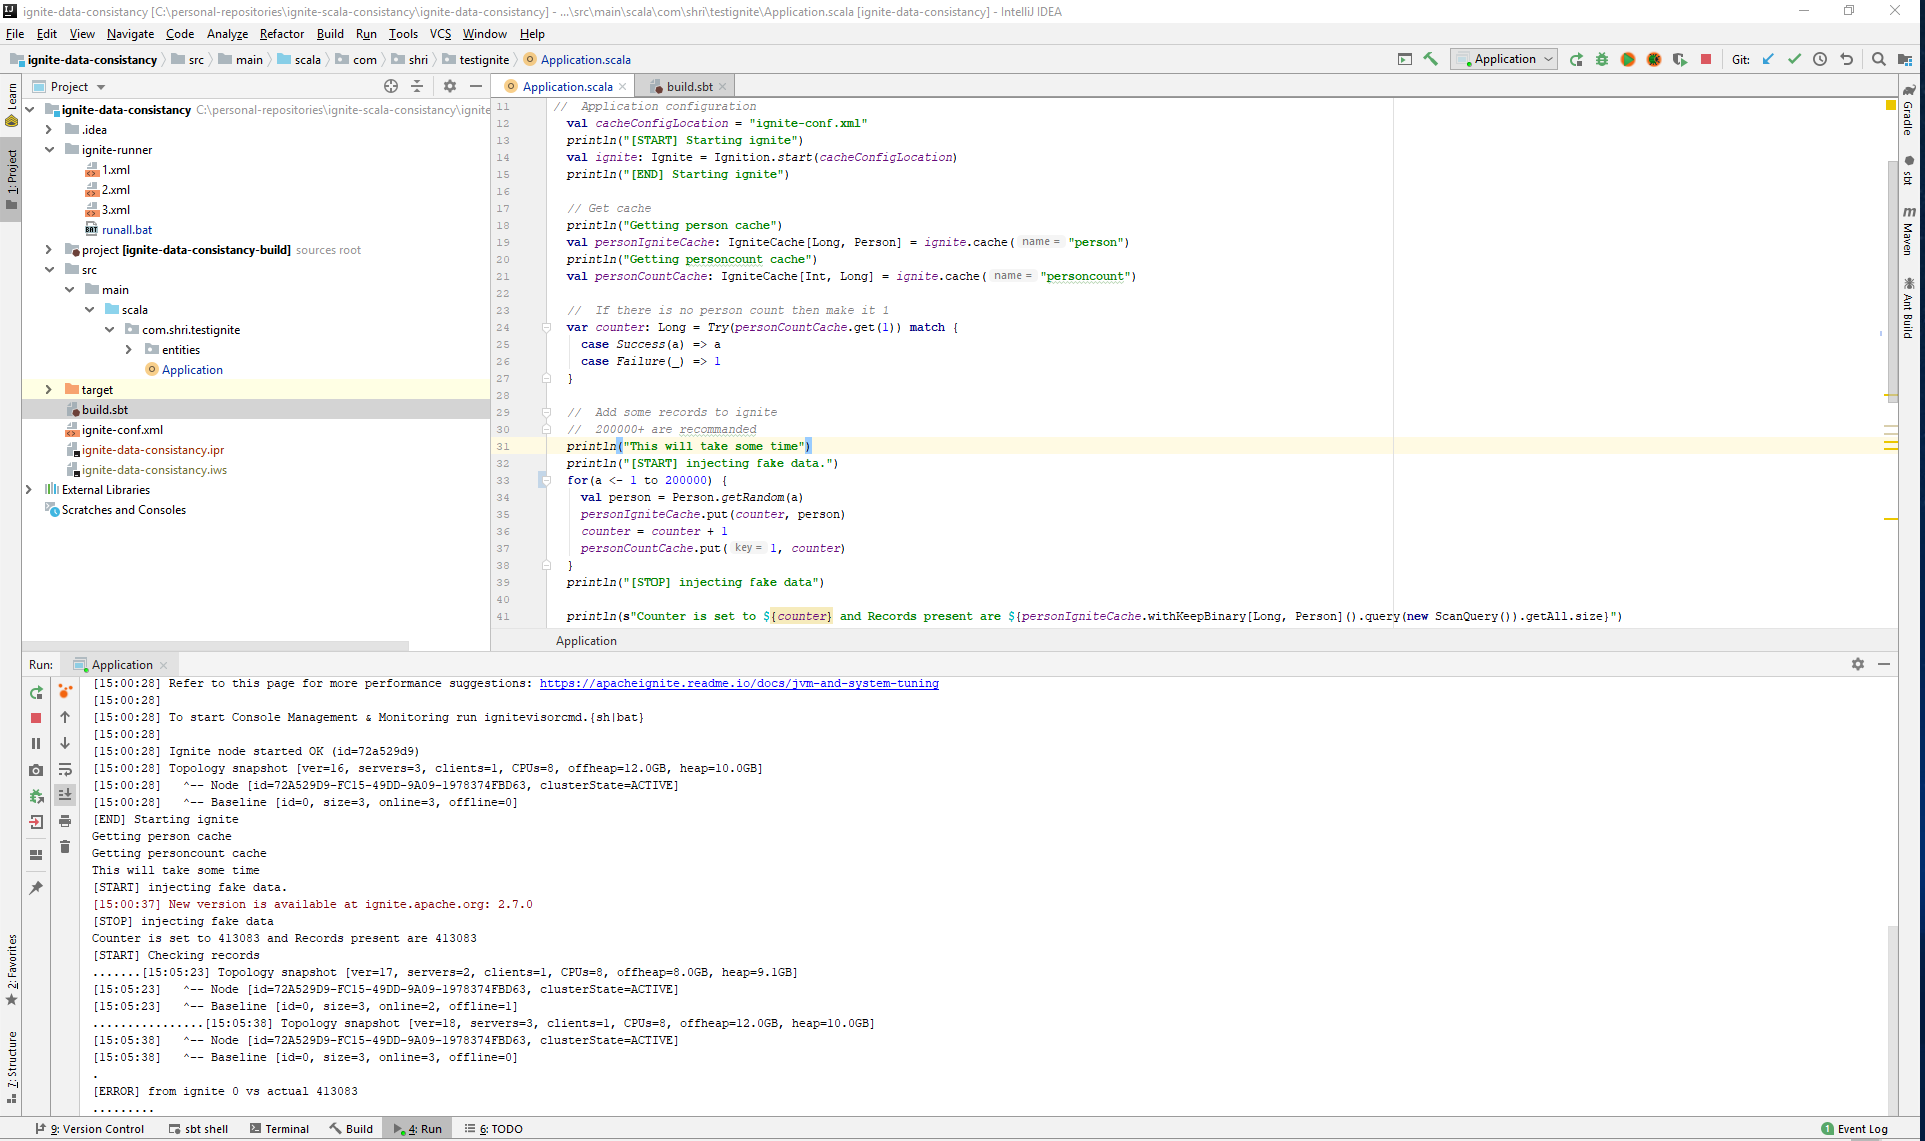 ignite-data-consistancy [C:\personal-repositories\ignite-scala-consistancy\ignite-data-consistancy] - ...\src\main\scala\com\shri\testignite\Application.scala [ignite-data-consistancy] - IntelliJ IDEA
File Edit View Navigate Code Analyze Refactor Build Run Tools VCS Window Help
ignite-data-consistancy src main scala com shri testignite Application.scala Application Git:
Project
Application.scala build.sbt
Learn
1: Project
2: Favorites
7: Structure
ignite-data-consistancy C:\personal-repositories\ignite-scala-consistancy\ignite
.idea
ignite-runner
1.xml
2.xml
3.xml
runall.bat
project [ignite-data-consistancy-build] sources root
src
main
scala
com.shri.testignite
entities
Application
target
build.sbt
ignite-conf.xml
ignite-data-consistancy.ipr
ignite-data-consistancy.iws
External Libraries
Scratches and Consoles
11 //  Application configuration
12 val cacheConfigLocation = "ignite-conf.xml"
13 println("[START] Starting ignite")
14 val ignite: Ignite = Ignition.start(cacheConfigLocation)
15 println("[END] Starting ignite")
16
17 // Get cache
18 println("Getting person cache")
19 val personIgniteCache: IgniteCache[Long, Person] = ignite.cache( name = "person")
20 println("Getting personcount cache")
21 val personCountCache: IgniteCache[Int, Long] = ignite.cache( name = "personcount")
22
23 //  If there is no person count then make it 1
24 var counter: Long = Try(personCountCache.get(1)) match {
25   case Success(a) => a
26   case Failure(_) => 1
27 }
28
29 //  Add some records to ignite
30 //  200000+ are recommanded
31 println("This will take some time")
32 println("[START] injecting fake data.")
33 for(a <- 1 to 200000) {
34   val person = Person.getRandom(a)
35   personIgniteCache.put(counter, person)
36   counter = counter + 1
37   personCountCache.put( key = 1, counter)
38 }
39 println("[STOP] injecting fake data")
40
41 println(s"Counter is set to ${counter} and Records present are ${personIgniteCache.withKeepBinary[Long, Person]().query(new ScanQuery()).getAll.size}")
Application
Gradle
sbt
Maven
Ant Build
Run: Application
[15:00:28] Refer to this page for more performance suggestions: https://apacheignite.readme.io/docs/jvm-and-system-tuning
[15:00:28]
[15:00:28] To start Console Management & Monitoring run ignitevisorcmd.{sh|bat}
[15:00:28]
[15:00:28] Ignite node started OK (id=72a529d9)
[15:00:28] Topology snapshot [ver=16, servers=3, clients=1, CPUs=8, offheap=12.0GB, heap=10.0GB]
[15:00:28]   ^-- Node [id=72A529D9-FC15-49DD-9A09-1978374FBD63, clusterState=ACTIVE]
[15:00:28]   ^-- Baseline [id=0, size=3, online=3, offline=0]
[END] Starting ignite
Getting person cache
Getting personcount cache
This will take some time
[START] injecting fake data.
[15:00:37] New version is available at ignite.apache.org: 2.7.0
[STOP] injecting fake data
Counter is set to 413083 and Records present are 413083
[START] Checking records
.......[15:05:23] Topology snapshot [ver=17, servers=2, clients=1, CPUs=8, offheap=8.0GB, heap=9.1GB]
[15:05:23]   ^-- Node [id=72A529D9-FC15-49DD-9A09-1978374FBD63, clusterState=ACTIVE]
[15:05:23]   ^-- Baseline [id=0, size=3, online=2, offline=1]
................[15:05:38] Topology snapshot [ver=18, servers=3, clients=1, CPUs=8, offheap=12.0GB, heap=10.0GB]
[15:05:38]   ^-- Node [id=72A529D9-FC15-49DD-9A09-1978374FBD63, clusterState=ACTIVE]
[15:05:38]   ^-- Baseline [id=0, size=3, online=3, offline=0]
.
[ERROR] from ignite 0 vs actual 413083
.........
9: Version Control sbt shell Terminal Build 4: Run 6: TODO 1 Event Log